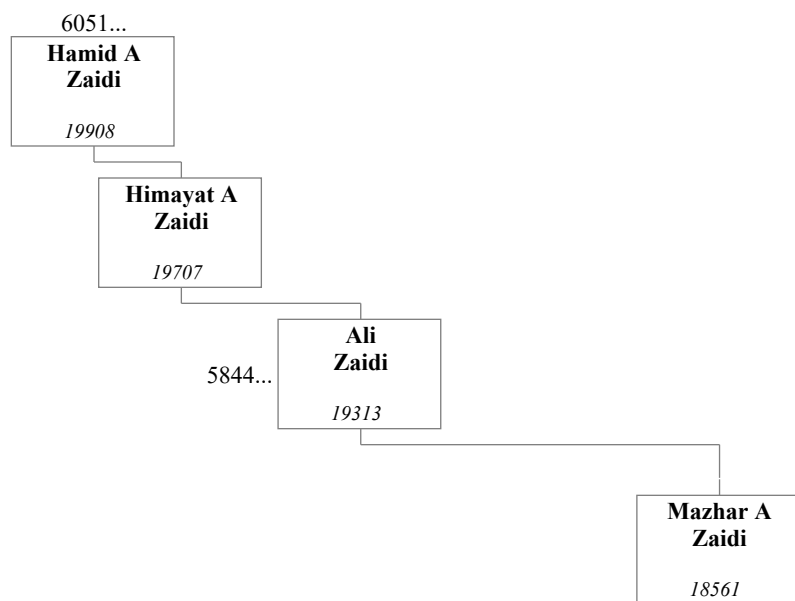 6051...
Hamid A
Zaidi
19908
Himayat A
Zaidi
19707
Ali
Zaidi
5844...
19313
Mazhar A
Zaidi
18561